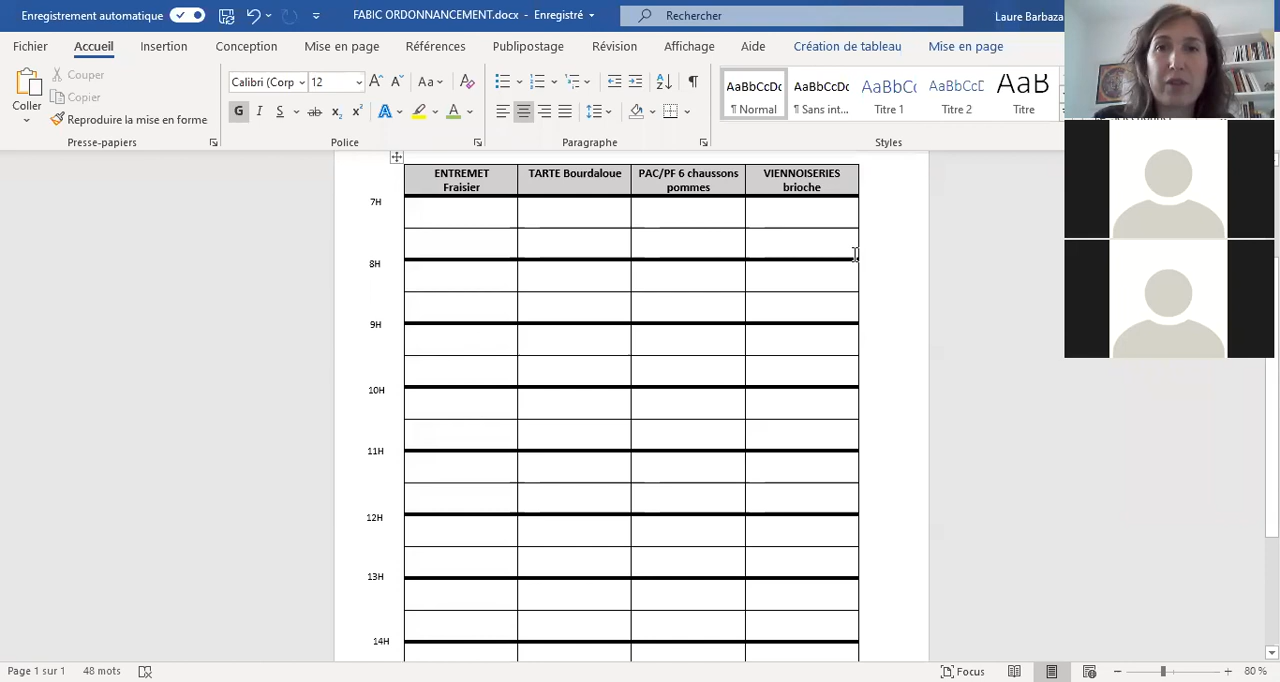 Enregistrement automatique
FABIC ORDONNANCEMENT.docx - Enregistré
Rechercher
Laure Barbaza
Fichier Accueil Insertion Conception Mise en page Références Publipostage Révision Affichage Aide Création de tableau Mise en page
Coller
Couper
Copier
Reproduire la mise en forme
Presse-papiers
Calibri (Corp 12
G I S ab x₂ x²
Police
Paragraphe
AaBbCcDc AaBbCcDc AaBbCc AaBbCcD AaB
¶ Normal ¶ Sans int... Titre 1 Titre 2 Titre
Styles
ENTREMET
Fraisier
TARTE Bourdaloue
PAC/PF 6 chaussons
pommes
VIENNOISERIES
brioche
7H
8H
9H
10H
11H
12H
13H
14H
Page 1 sur 1 48 mots Focus 80 %